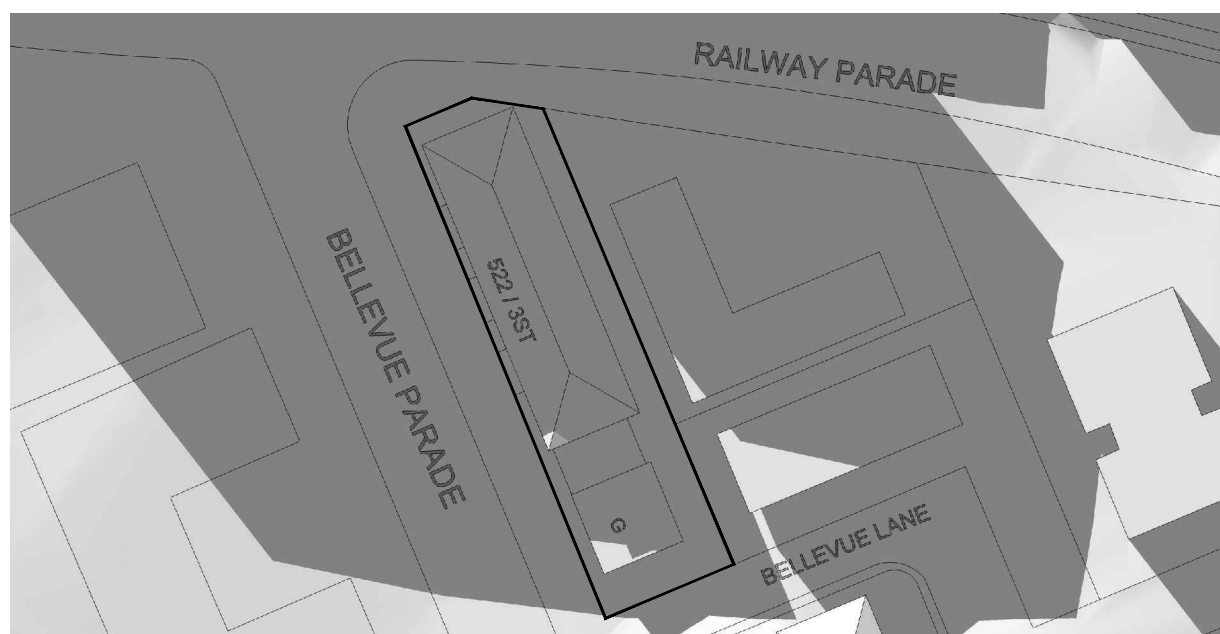 RAILWAY PARADE
BELLEVUE PARADE
522 / 3ST
G
BELLEVUE LANE